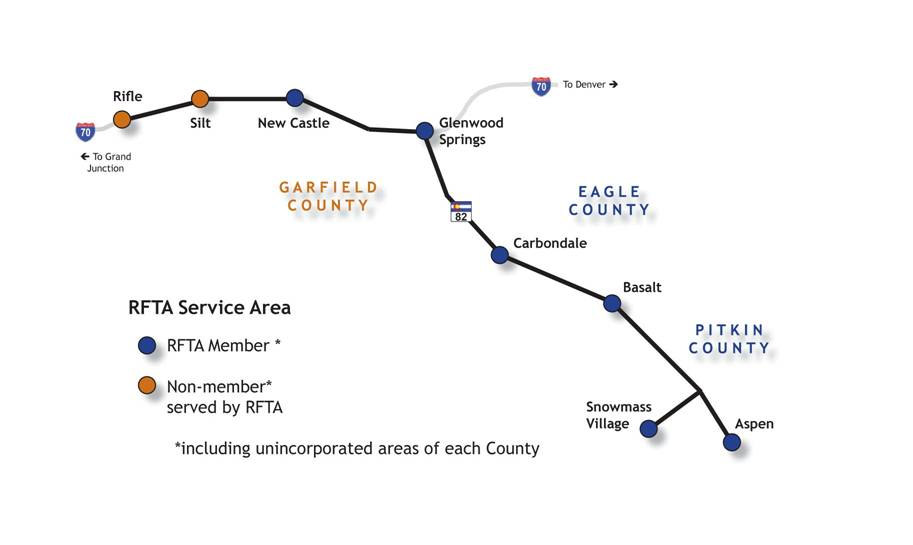 Rifle
Silt
New Castle
70
← To Grand
Junction
Glenwood
Springs
70
To Denver →
GARFIELD
COUNTY
EAGLE
COUNTY
82
Carbondale
Basalt
PITKIN
COUNTY
Snowmass
Village
Aspen
RFTA Service Area
RFTA Member *
Non-member*
served by RFTA
*including unincorporated areas of each County